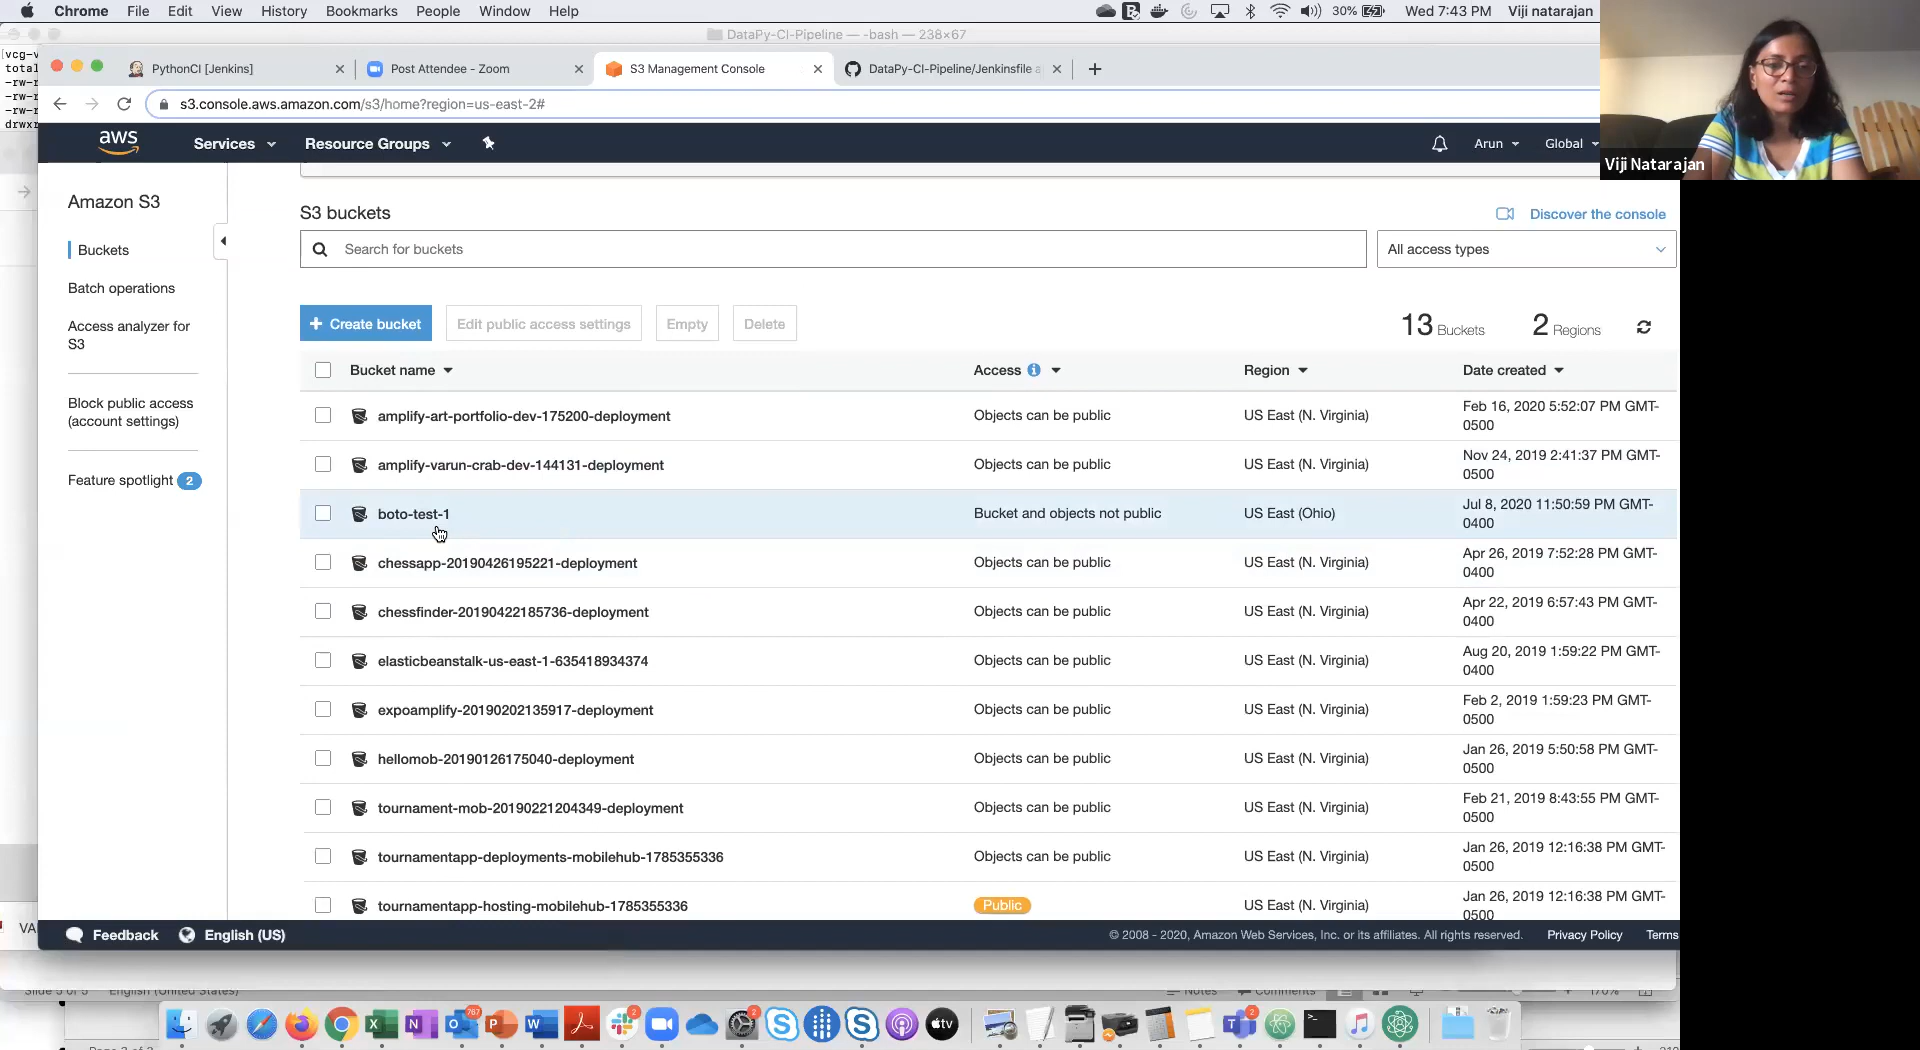 Chrome File Edit View History Bookmarks People Window Help 30% Wed 7:43 PM Viji natarajan
DataPy-CI-Pipeline — -bash — 238×67
PythonCI [Jenkins] Post Attendee - Zoom S3 Management Console DataPy-CI-Pipeline/Jenkinsfile a
s3.console.aws.amazon.com/s3/home?region=us-east-2#
aws Services Resource Groups Arun Global
Viji Natarajan
Amazon S3
Buckets
Batch operations
Access analyzer for
S3
Block public access
(account settings)
Feature spotlight 2
S3 buckets
Discover the console
Search for buckets
All access types
+ Create bucket Edit public access settings Empty Delete
13 Buckets 2 Regions
Bucket name Access Region Date created
amplify-art-portfolio-dev-175200-deployment Objects can be public US East (N. Virginia) Feb 16, 2020 5:52:07 PM GMT-
0500
amplify-varun-crab-dev-144131-deployment Objects can be public US East (N. Virginia) Nov 24, 2019 2:41:37 PM GMT-
0500
boto-test-1 Bucket and objects not public US East (Ohio) Jul 8, 2020 11:50:59 PM GMT-
0400
chessapp-20190426195221-deployment Objects can be public US East (N. Virginia) Apr 26, 2019 7:52:28 PM GMT-
0400
chessfinder-20190422185736-deployment Objects can be public US East (N. Virginia) Apr 22, 2019 6:57:43 PM GMT-
0400
elasticbeanstalk-us-east-1-635418934374 Objects can be public US East (N. Virginia) Aug 20, 2019 1:59:22 PM GMT-
0400
expoamplify-20190202135917-deployment Objects can be public US East (N. Virginia) Feb 2, 2019 1:59:23 PM GMT-
0500
hellomob-20190126175040-deployment Objects can be public US East (N. Virginia) Jan 26, 2019 5:50:58 PM GMT-
0500
tournament-mob-20190221204349-deployment Objects can be public US East (N. Virginia) Feb 21, 2019 8:43:55 PM GMT-
0500
tournamentapp-deployments-mobilehub-1785355336 Objects can be public US East (N. Virginia) Jan 26, 2019 12:16:38 PM GMT-
0500
tournamentapp-hosting-mobilehub-1785355336 Public US East (N. Virginia) Jan 26, 2019 12:16:38 PM GMT-
0500
Feedback English (US) © 2008 - 2020, Amazon Web Services, Inc. or its affiliates. All rights reserved. Privacy Policy Terms